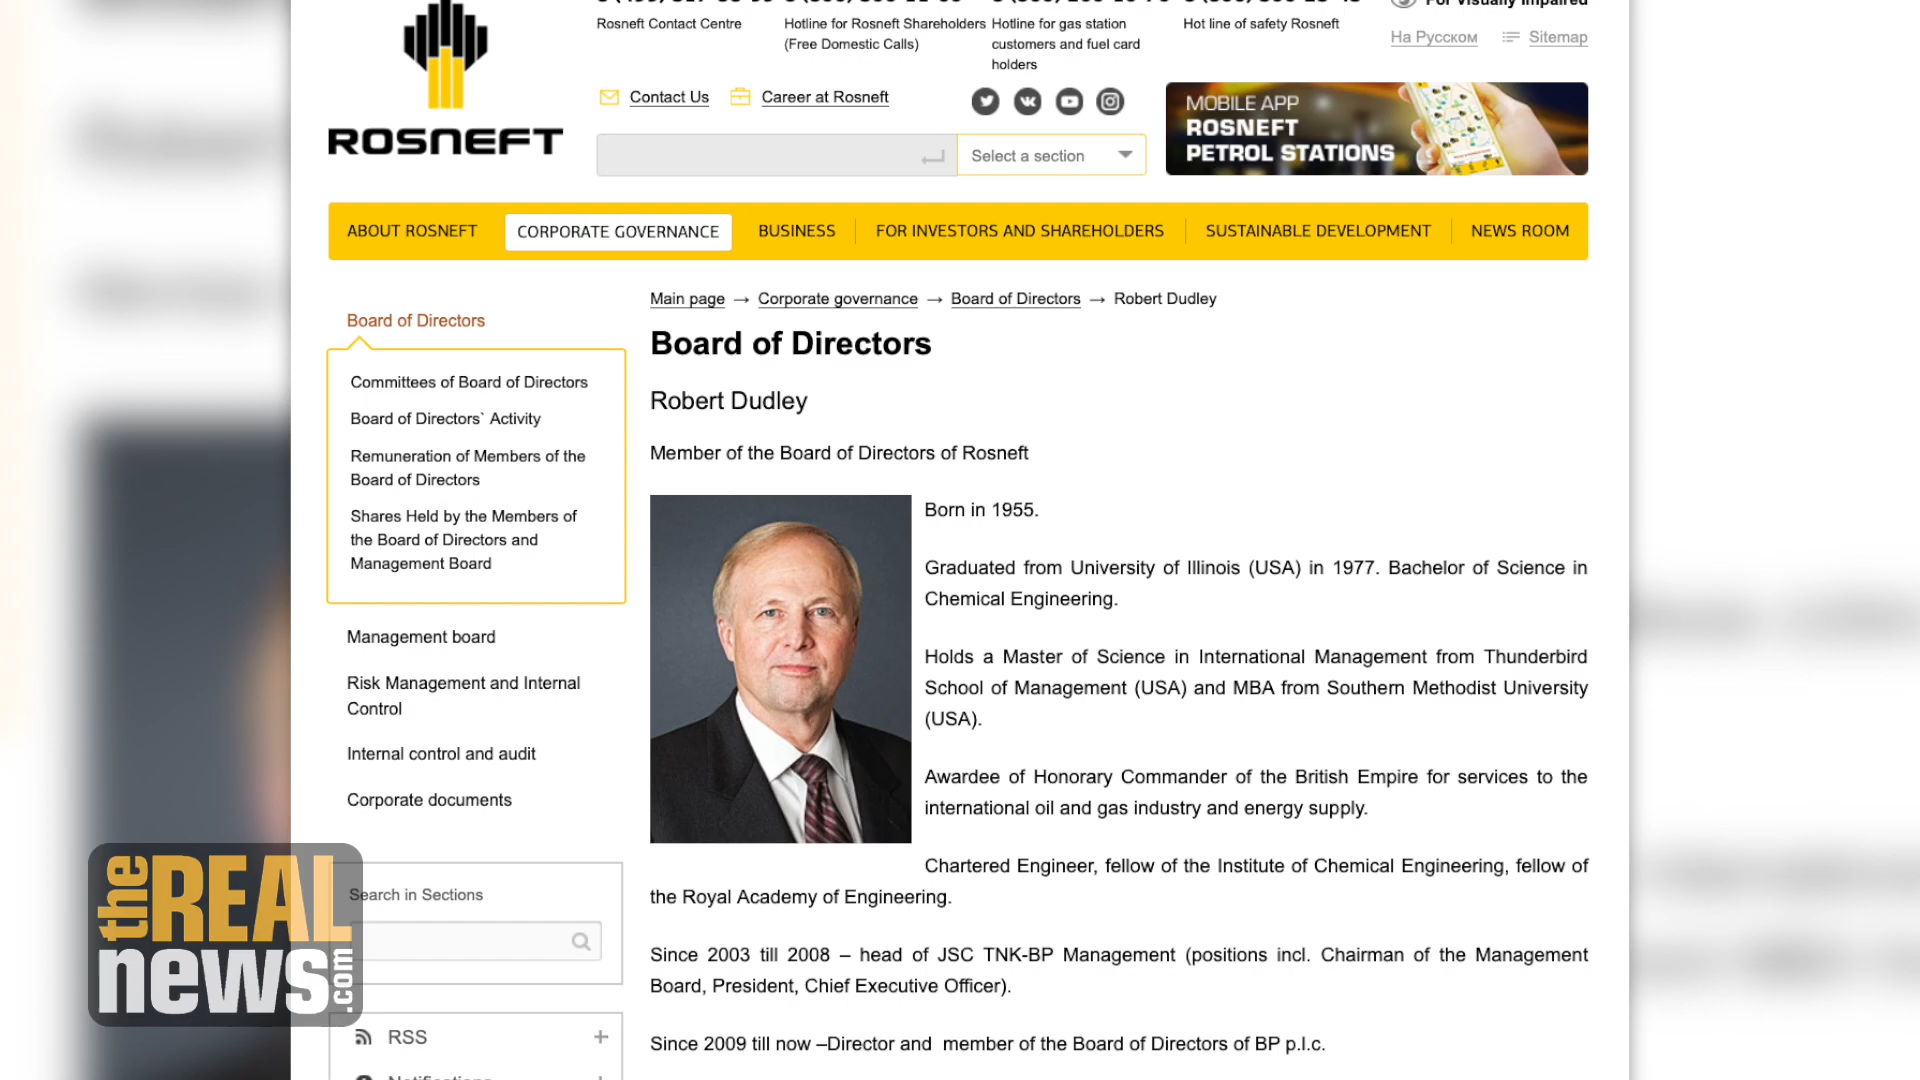 For Visually Impaired
Rosneft Contact Centre
Hotline for Rosneft Shareholders
(Free Domestic Calls)
Hotline for gas station
customers and fuel card
holders
Hot line of safety Rosneft
На Русском
Sitemap
Contact Us
Career at Rosneft
ROSNEFT
Select a section
MOBILE APP
ROSNEFT
PETROL STATIONS
ABOUT ROSNEFT
CORPORATE GOVERNANCE
BUSINESS
FOR INVESTORS AND SHAREHOLDERS
SUSTAINABLE DEVELOPMENT
NEWS ROOM
Main page → Corporate governance → Board of Directors → Robert Dudley
Board of Directors
Committees of Board of Directors
Board of Directors` Activity
Remuneration of Members of the
Board of Directors
Shares Held by the Members of
the Board of Directors and
Management Board
Management board
Risk Management and Internal
Control
Internal control and audit
Corporate documents
Search in Sections
RSS
Notifications
Board of Directors
Robert Dudley
Member of the Board of Directors of Rosneft
Born in 1955.
Graduated from University of Illinois (USA) in 1977. Bachelor of Science in
Chemical Engineering.
Holds a Master of Science in International Management from Thunderbird
School of Management (USA) and MBA from Southern Methodist University
(USA).
Awardee of Honorary Commander of the British Empire for services to the
international oil and gas industry and energy supply.
Chartered Engineer, fellow of the Institute of Chemical Engineering, fellow of
the Royal Academy of Engineering.
Since 2003 till 2008 – head of JSC TNK-BP Management (positions incl. Chairman of the Management
Board, President, Chief Executive Officer).
Since 2009 till now –Director and member of the Board of Directors of BP p.l.c.
the REAL
news.com